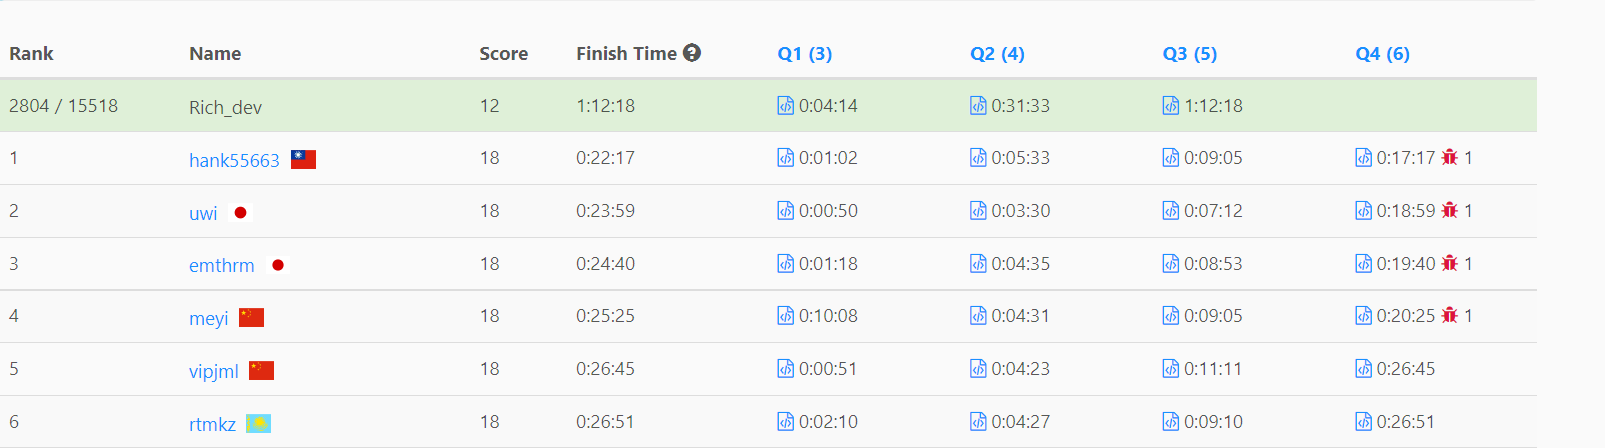 Rank Name Score Finish Time ? Q1 (3) Q2 (4) Q3 (5) Q4 (6)
2804 / 15518 Rich_dev 12 1:12:18 0:04:14 0:31:33 1:12:18
1 hank55663 18 0:22:17 0:01:02 0:05:33 0:09:05 0:17:17 1
2 uwi 18 0:23:59 0:00:50 0:03:30 0:07:12 0:18:59 1
3 emthrm 18 0:24:40 0:01:18 0:04:35 0:08:53 0:19:40 1
4 meyi 18 0:25:25 0:10:08 0:04:31 0:09:05 0:20:25 1
5 vipjml 18 0:26:45 0:00:51 0:04:23 0:11:11 0:26:45
6 rtmkz 18 0:26:51 0:02:10 0:04:27 0:09:10 0:26:51